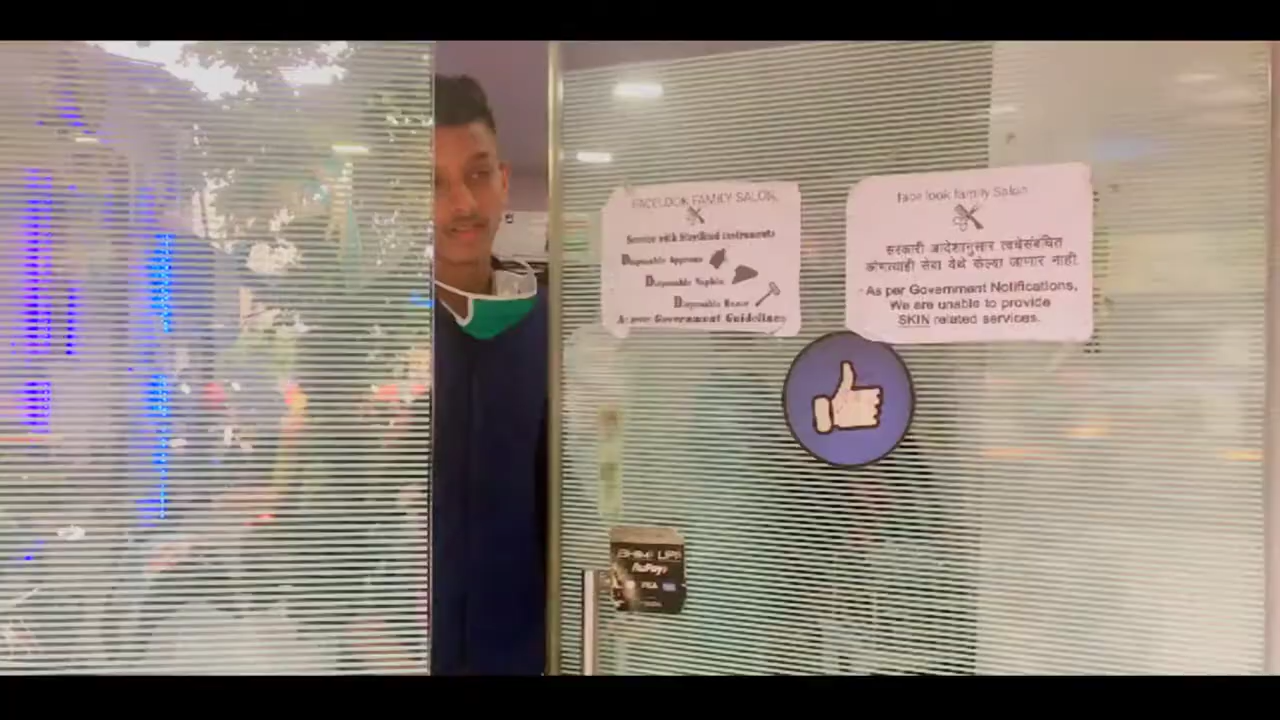 FACELOOK FAMILY SALON
Service with Sterilized instruments
Disposable Aprons
Disposable Napkin
Disposable Razor
As per Government Guidelines
face look family Salon
सरकारी आदेशानुसार त्वचेसंबंधित
कोणत्याही सेवा येथे केल्या जाणार नाही.
As per Government Notifications,
We are unable to provide
SKIN related services.
BHIM UPI
RuPay
VISA